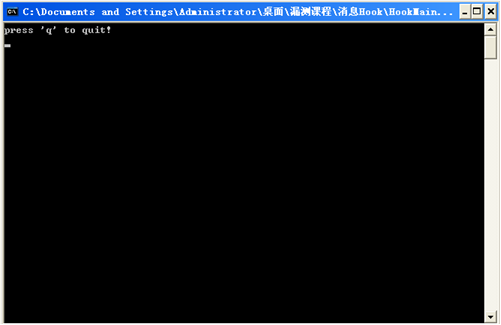 C:\Documents and Settings\Administrator\桌面\漏测课程\消息Hook\HookMain...
press 'q' to quit!